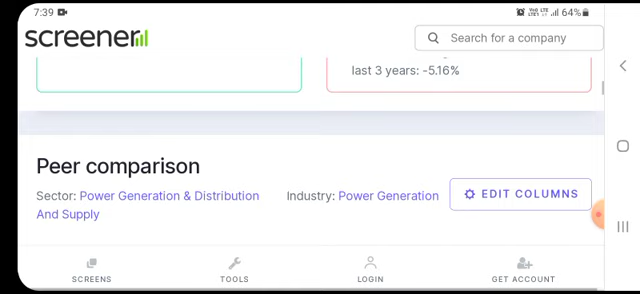 7:39
64%
screener
Search for a company
last 3 years: -5.16%
Peer comparison
Sector: Power Generation & Distribution And Supply
Industry: Power Generation
EDIT COLUMNS
SCREENS
TOOLS
LOGIN
GET ACCOUNT